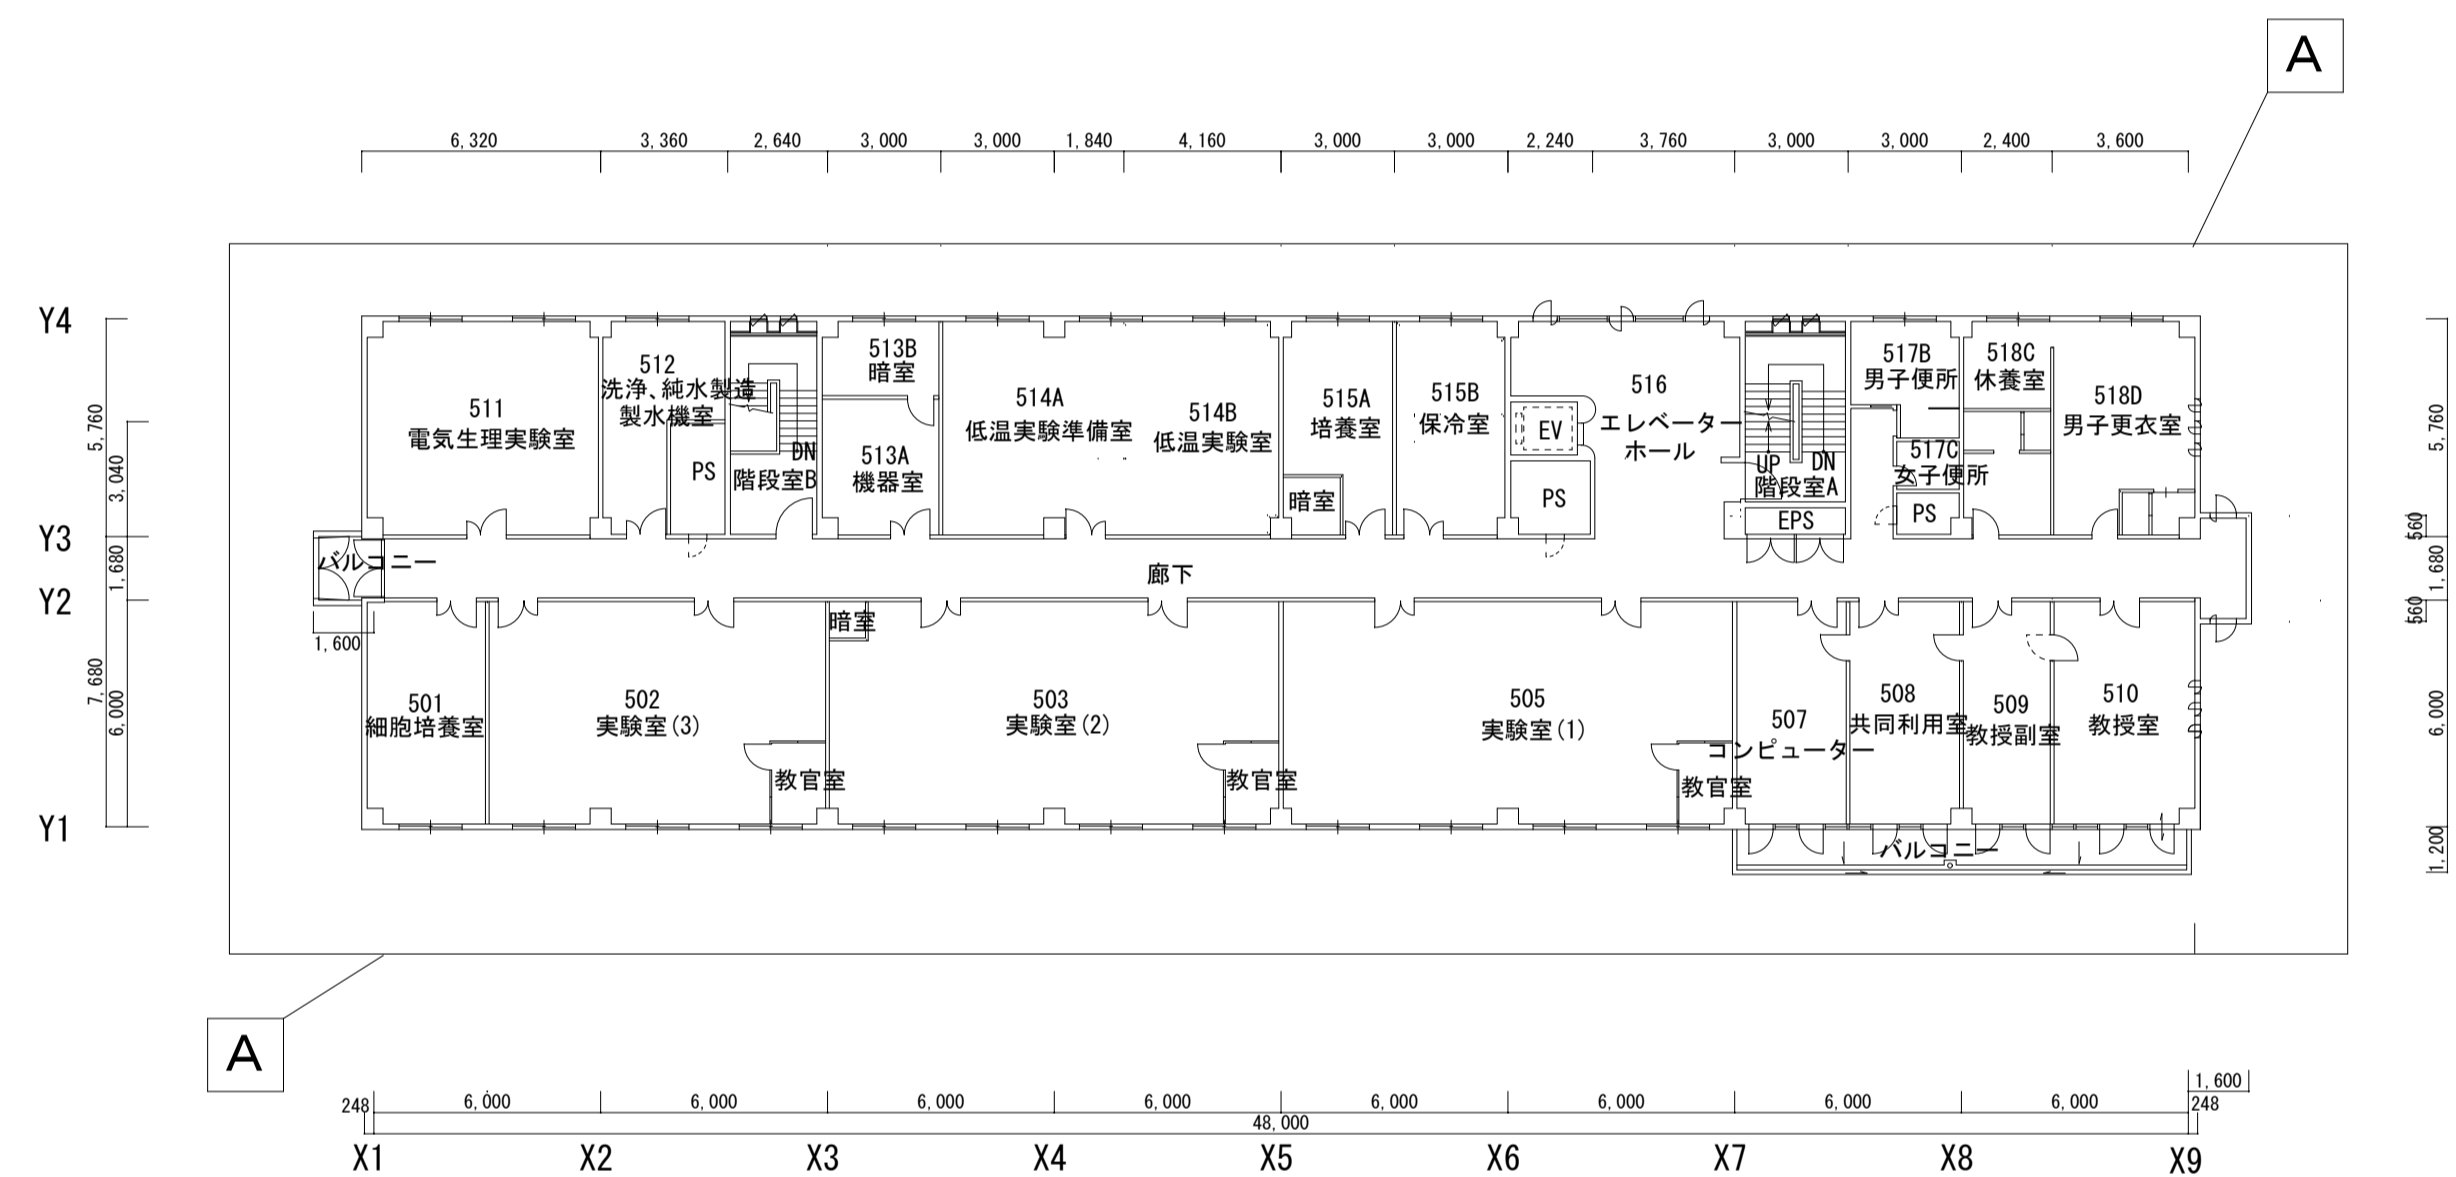 A
6,320 3,360 2,640 3,000 3,000 1,840 4,160 3,000 3,000 2,240 3,760 3,000 3,000 2,400 3,600
Y4
Y3
Y2
Y1
5,760
3,040
1,680
7,680
6,000
1,600
5,760
560
1,680
560
6,000
1,200
511
電気生理実験室
512
洗浄、純水製造
製水機室
PS
DN
階段室B
513B
暗室
513A
機器室
514A
低温実験準備室
514B
低温実験室
515A
培養室
暗室
515B
保冷室
EV
PS
516
エレベーター
ホール
UP
DN
階段室A
EPS
517B
男子便所
517C
女子便所
PS
518C
休養室
518D
男子更衣室
バルコニー
廊下
501
細胞培養室
502
実験室(3)
教官室
暗室
503
実験室(2)
教官室
505
実験室(1)
教官室
507
コンピューター
508
共同利用室
509
教授副室
510
教授室
バルコニー
A
1,600
248 6,000 6,000 6,000 6,000 6,000 6,000 6,000 6,000 248
48,000
X1 X2 X3 X4 X5 X6 X7 X8 X9